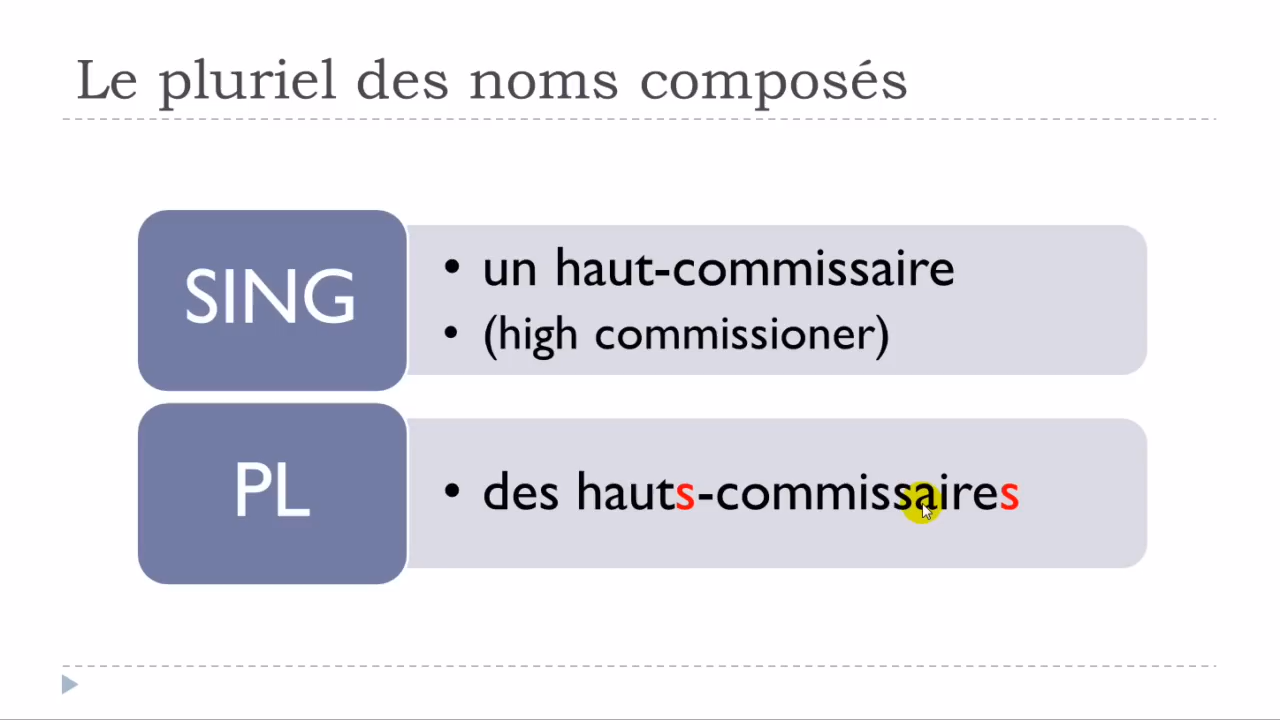 Le pluriel des noms composés
SING
• un haut-commissaire
• (high commissioner)
PL
• des hauts-commissaires